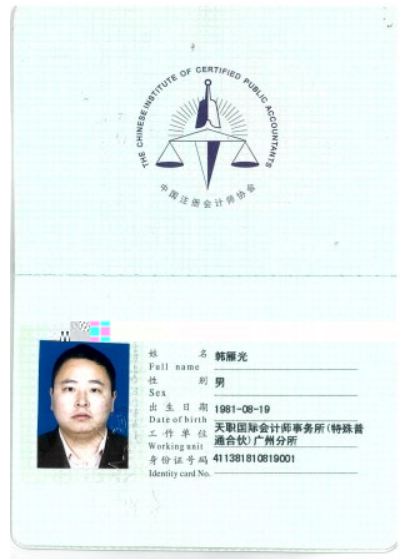 THE CHINESE INSTITUTE OF CERTIFIED PUBLIC ACCOUNTANTS
中国注册会计师协会
姓 名 韩雁光
Full name
性 别 男
Sex
出 生 日 期 1981-08-19
Date of birth
工 作 单 位 天职国际会计师事务所(特殊普
通合伙)广州分所
Working unit
身份证号码 411381810819001
Identity card No.